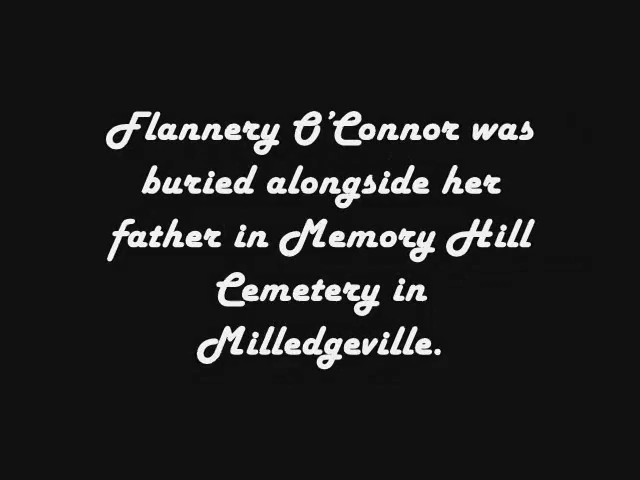 Flannery O'Connor was
buried alongside her
father in Memory Hill
Cemetery in
Milledgeville.